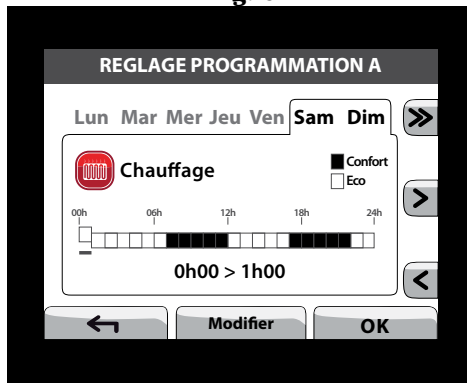 REGLAGE PROGRAMMATION A
Lun Mar Mer Jeu Ven Sam Dim
Chauffage
Confort
Eco
00h 06h 12h 18h 24h
0h00 > 1h00
Modifier OK